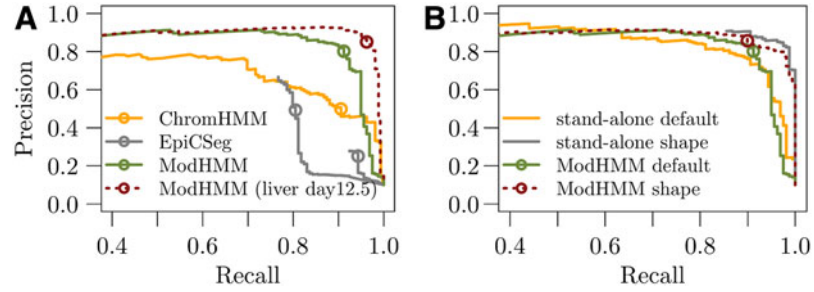 A
B
Precision
1.0
0.8
0.6
0.4
0.2
0.0
ChromHMM
EpiCSeg
ModHMM
ModHMM (liver day12.5)
0.4
0.6
0.8
1.0
Recall
1.0
0.8
0.6
0.4
0.2
0.0
stand-alone default
stand-alone shape
ModHMM default
ModHMM shape
0.4
0.6
0.8
1.0
Recall